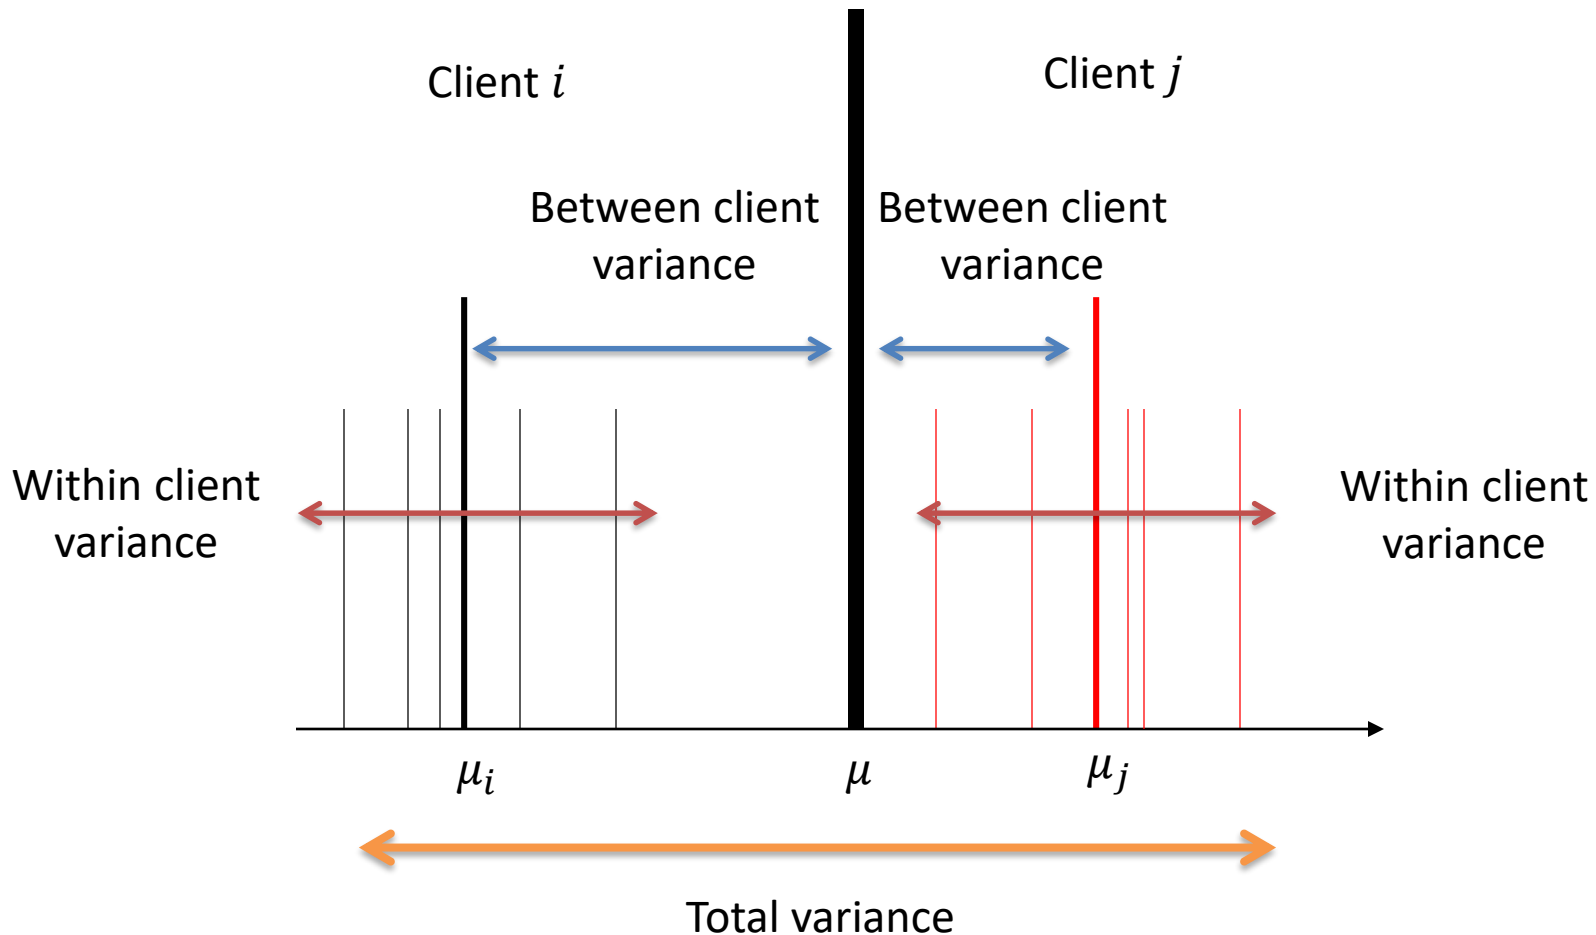 Client 𝑖
Client 𝑗
Between client
variance
Between client
variance
Within client
variance
Within client
variance
𝜇𝑖
𝜇
𝜇𝑗
Total variance